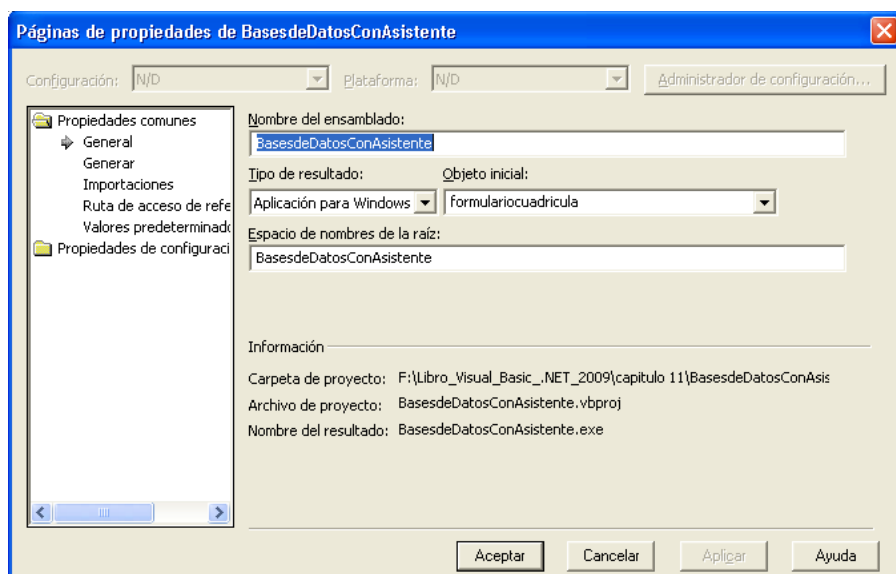 Páginas de propiedades de BasesdeDatosConAsistente
Configuración: N/D Plataforma: N/D Administrador de configuración...
Propiedades comunes
General
Generar
Importaciones
Ruta de acceso de refe
Valores predeterminado
Propiedades de configuraci
Nombre del ensamblado:
BasesdeDatosConAsistente
Tipo de resultado: Objeto inicial:
Aplicación para Windows formulariocuadricula
Espacio de nombres de la raíz:
BasesdeDatosConAsistente
Información
Carpeta de proyecto: F:\Libro_Visual_Basic_.NET_2009\capitulo 11\BasesdeDatosConAsis
Archivo de proyecto: BasesdeDatosConAsistente.vbproj
Nombre del resultado: BasesdeDatosConAsistente.exe
Aceptar Cancelar Aplicar Ayuda